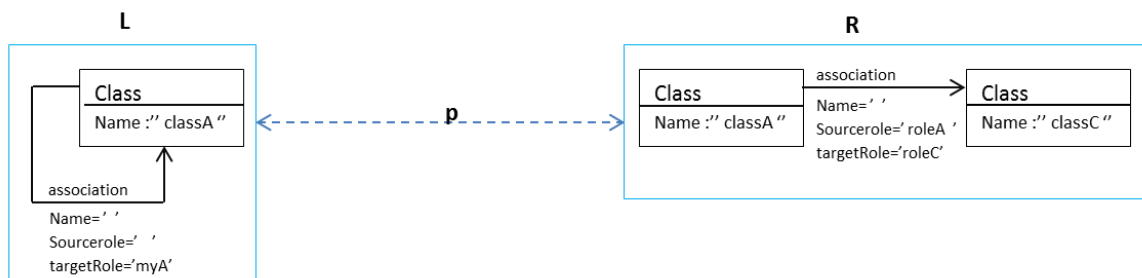 L
Class
Name :’’ classA ‘’
association
Name=’ ’
Sourcerole=’ ’
targetRole=’myA’
p
R
Class
Name :’’ classA ‘’
association
Name=’ ’
Sourcerole=’roleA ’
targetRole=’roleC’
Class
Name :’’ classC ‘’